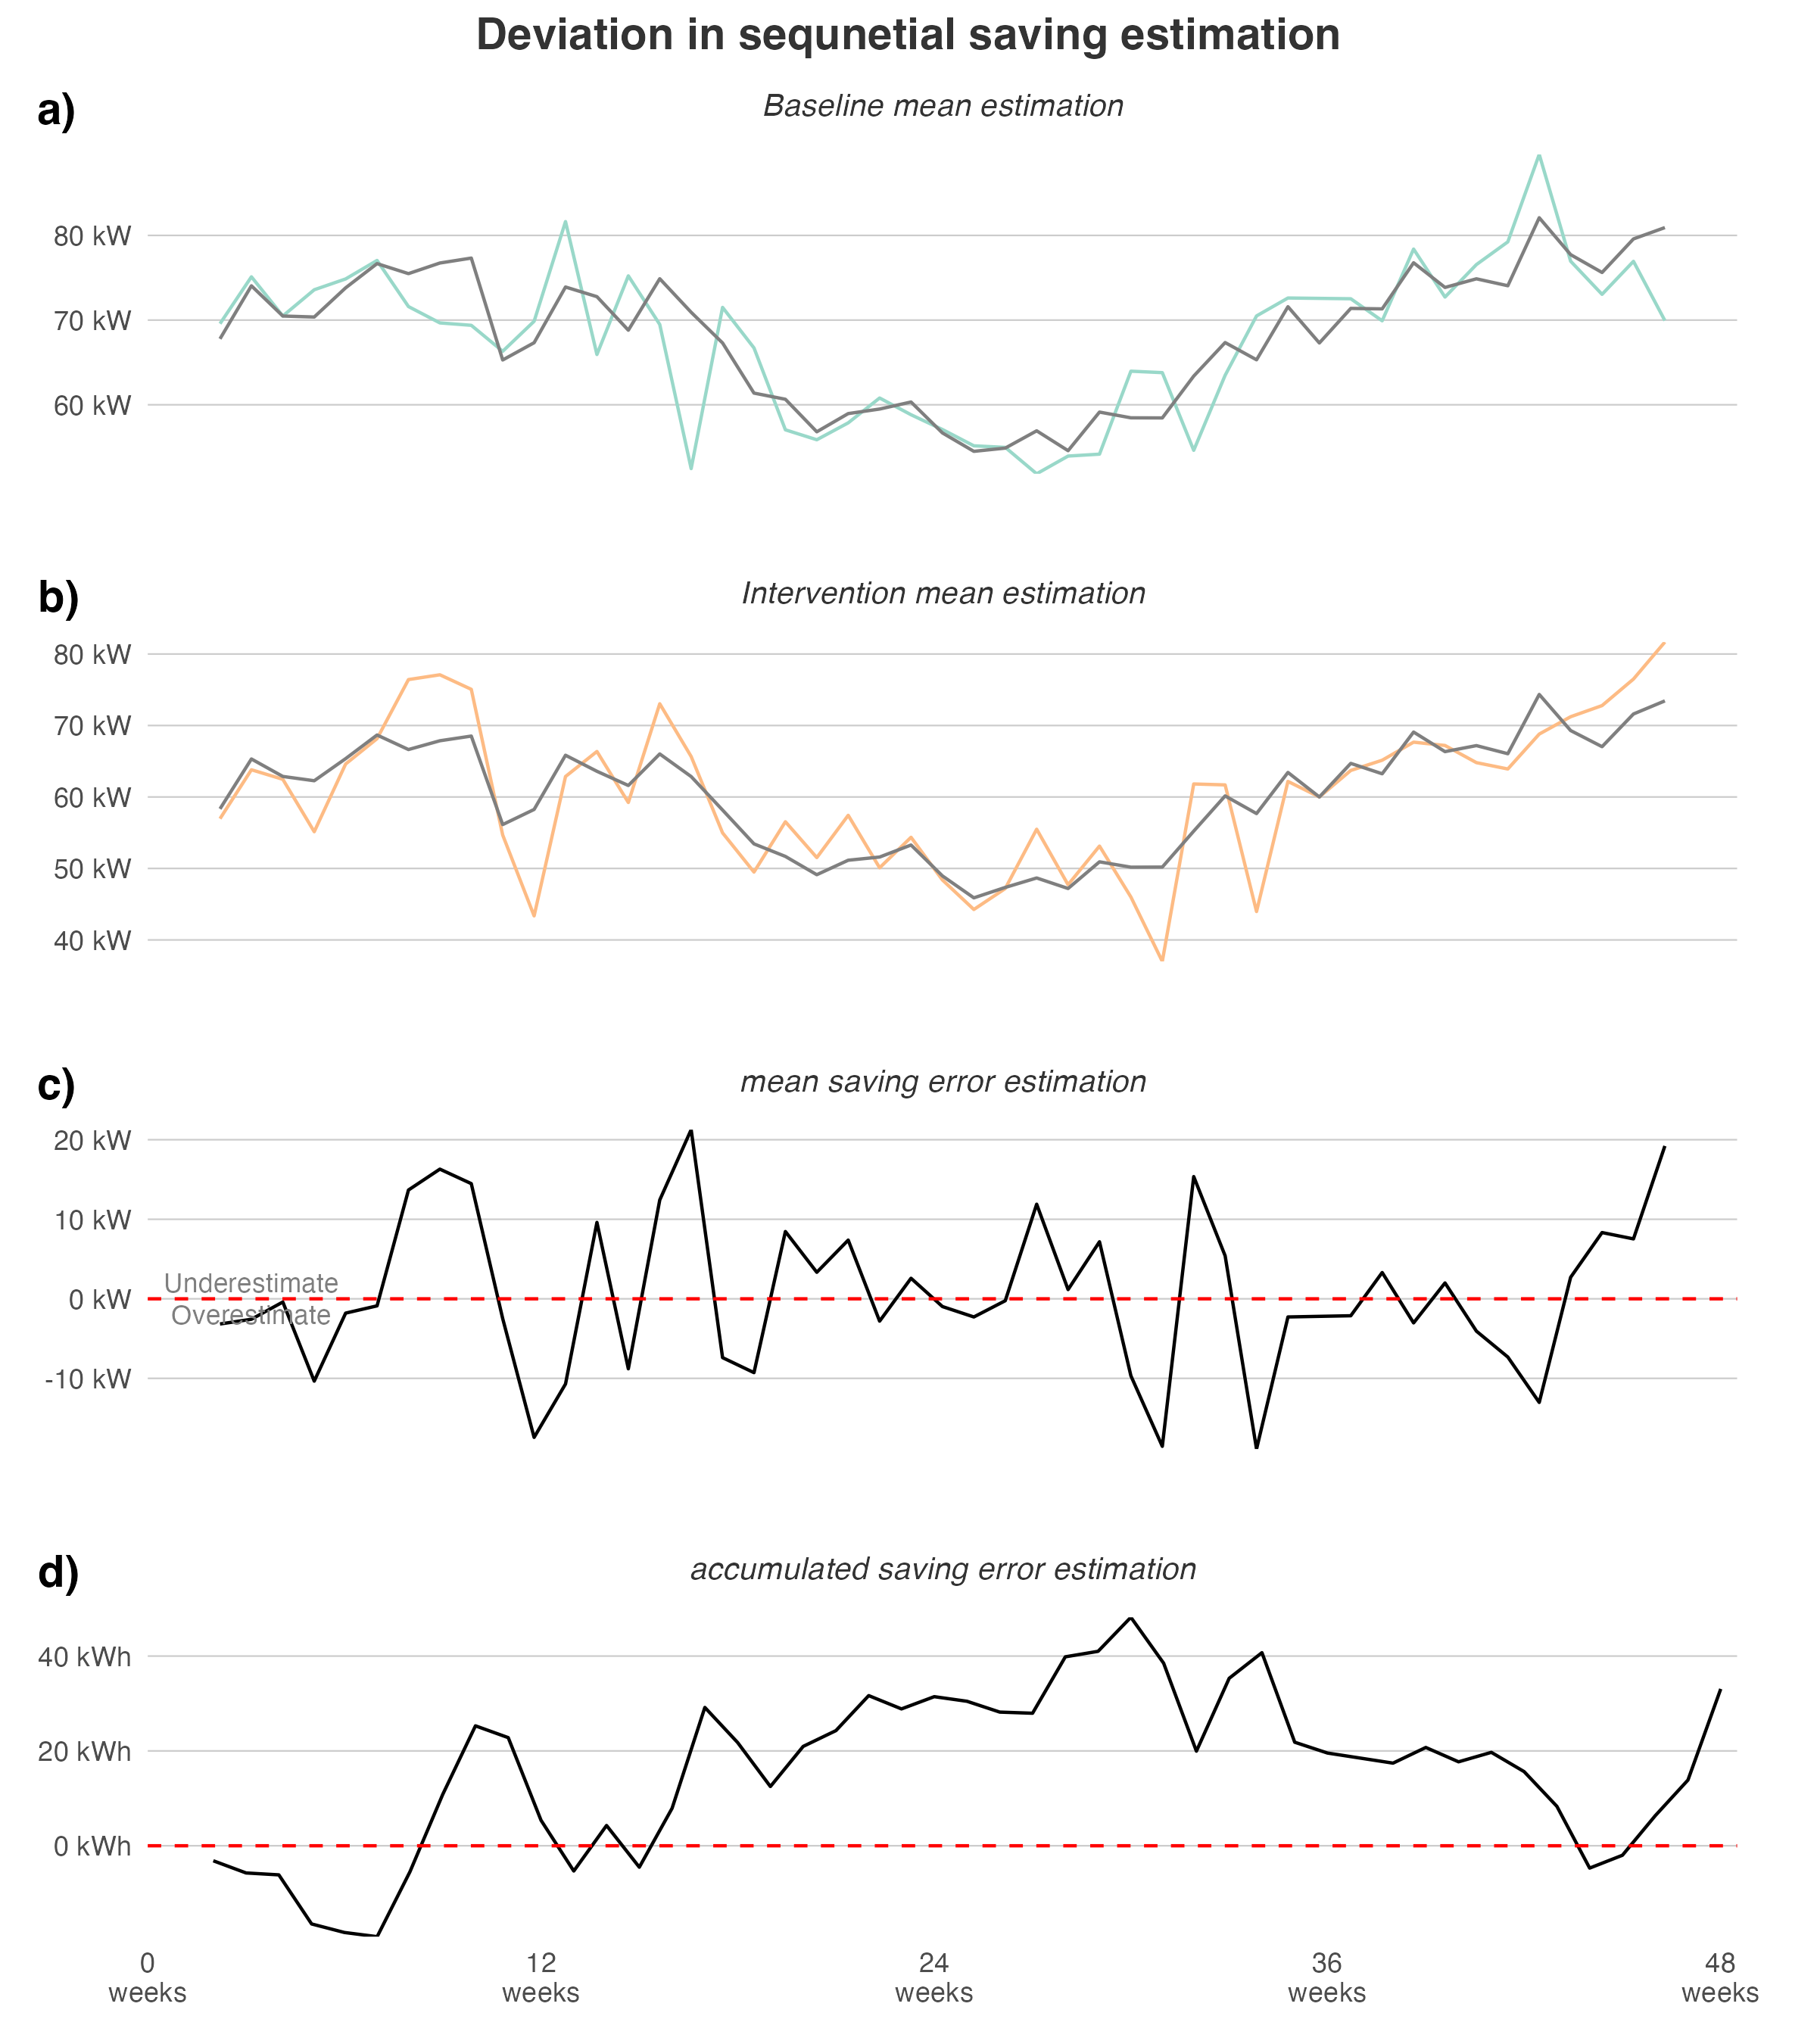 Deviation in sequnetial saving estimation
a)
Baseline mean estimation
80 kW
70 kW
60 kW
b)
Intervention mean estimation
80 kW
70 kW
60 kW
50 kW
40 kW
c)
mean saving error estimation
20 kW
10 kW
Underestimate
0 kW
Overestimate
-10 kW
d)
accumulated saving error estimation
40 kWh
20 kWh
0 kWh
0 12 24 36 48
weeks weeks weeks weeks weeks